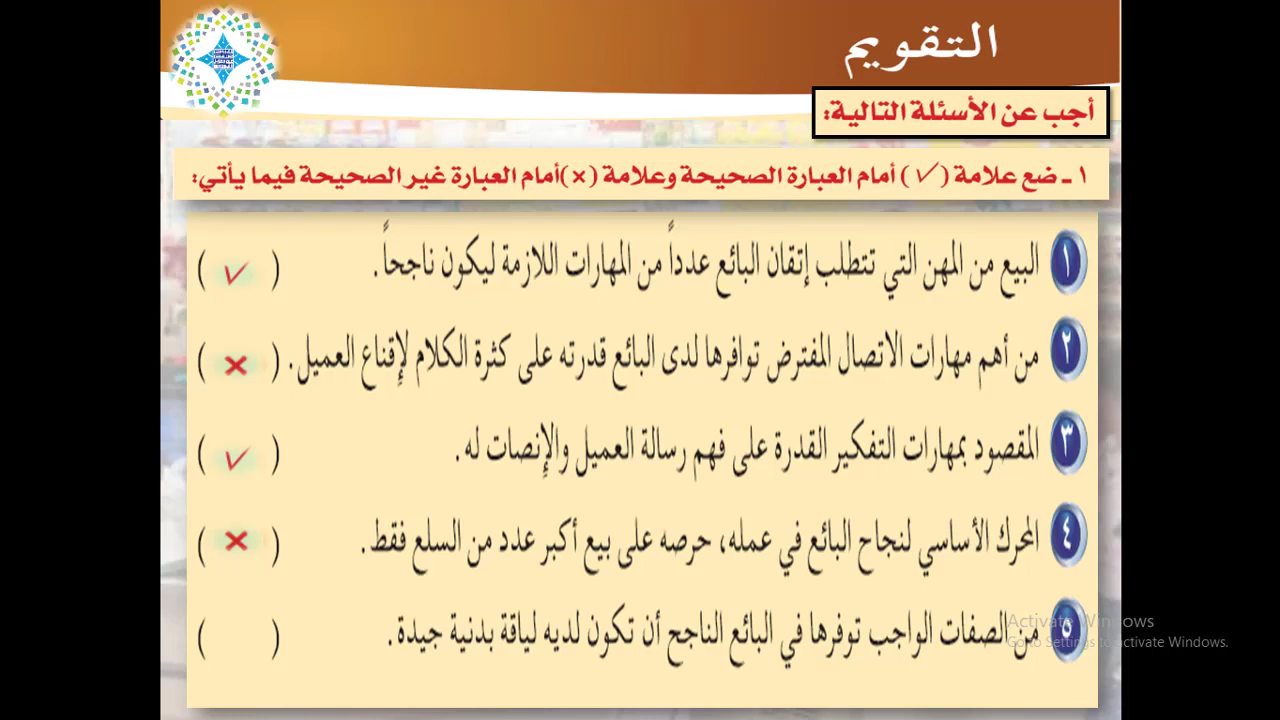 التقويم
أجب عن الأسئلة التالية:
١ ـ ضع علامة (✓) أمام العبارة الصحيحة وعلامة (×) أمام العبارة غير الصحيحة فيما يأتي:
١ البيع من المهن التي تتطلب إتقان البائع عدداً من المهارات اللازمة ليكون ناجحاً. (✓)
٢ من أهم مهارات الاتصال المفترض توافرها لدى البائع قدرته على كثرة الكلام لإقناع العميل. (×)
٣ المقصود بمهارات التفكير القدرة على فهم رسالة العميل والإنصات له. (✓)
٤ المحرك الأساسي لنجاح البائع في عمله، حرصه على بيع أكبر عدد من السلع فقط. (×)
٥ من الصفات الواجب توفرها في البائع الناجح أن تكون لديه لياقة بدنية جيدة. ( )
Activate Windows
Go to Settings to activate Windows.